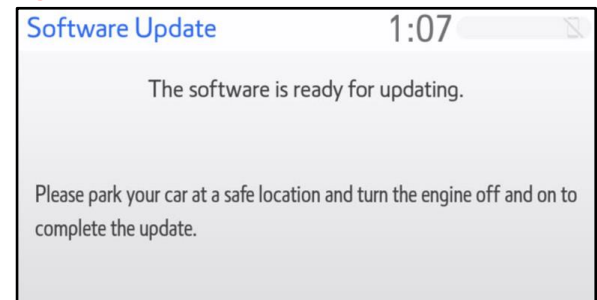 Software Update 1:07
The software is ready for updating.
Please park your car at a safe location and turn the engine off and on to
complete the update.